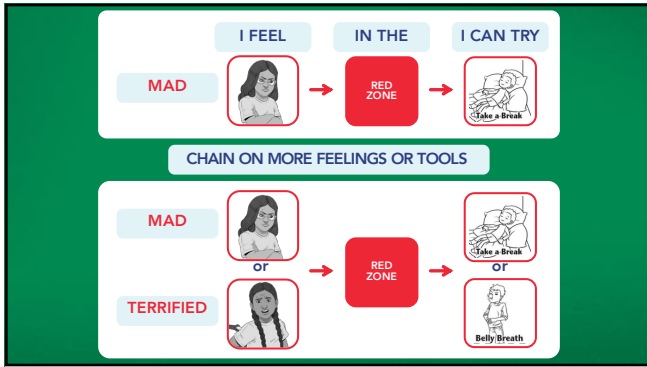 I FEEL
IN THE
I CAN TRY
MAD
RED
ZONE
Take a Break
CHAIN ON MORE FEELINGS OR TOOLS
MAD
Take a Break
or
RED
ZONE
or
TERRIFIED
Belly Breath